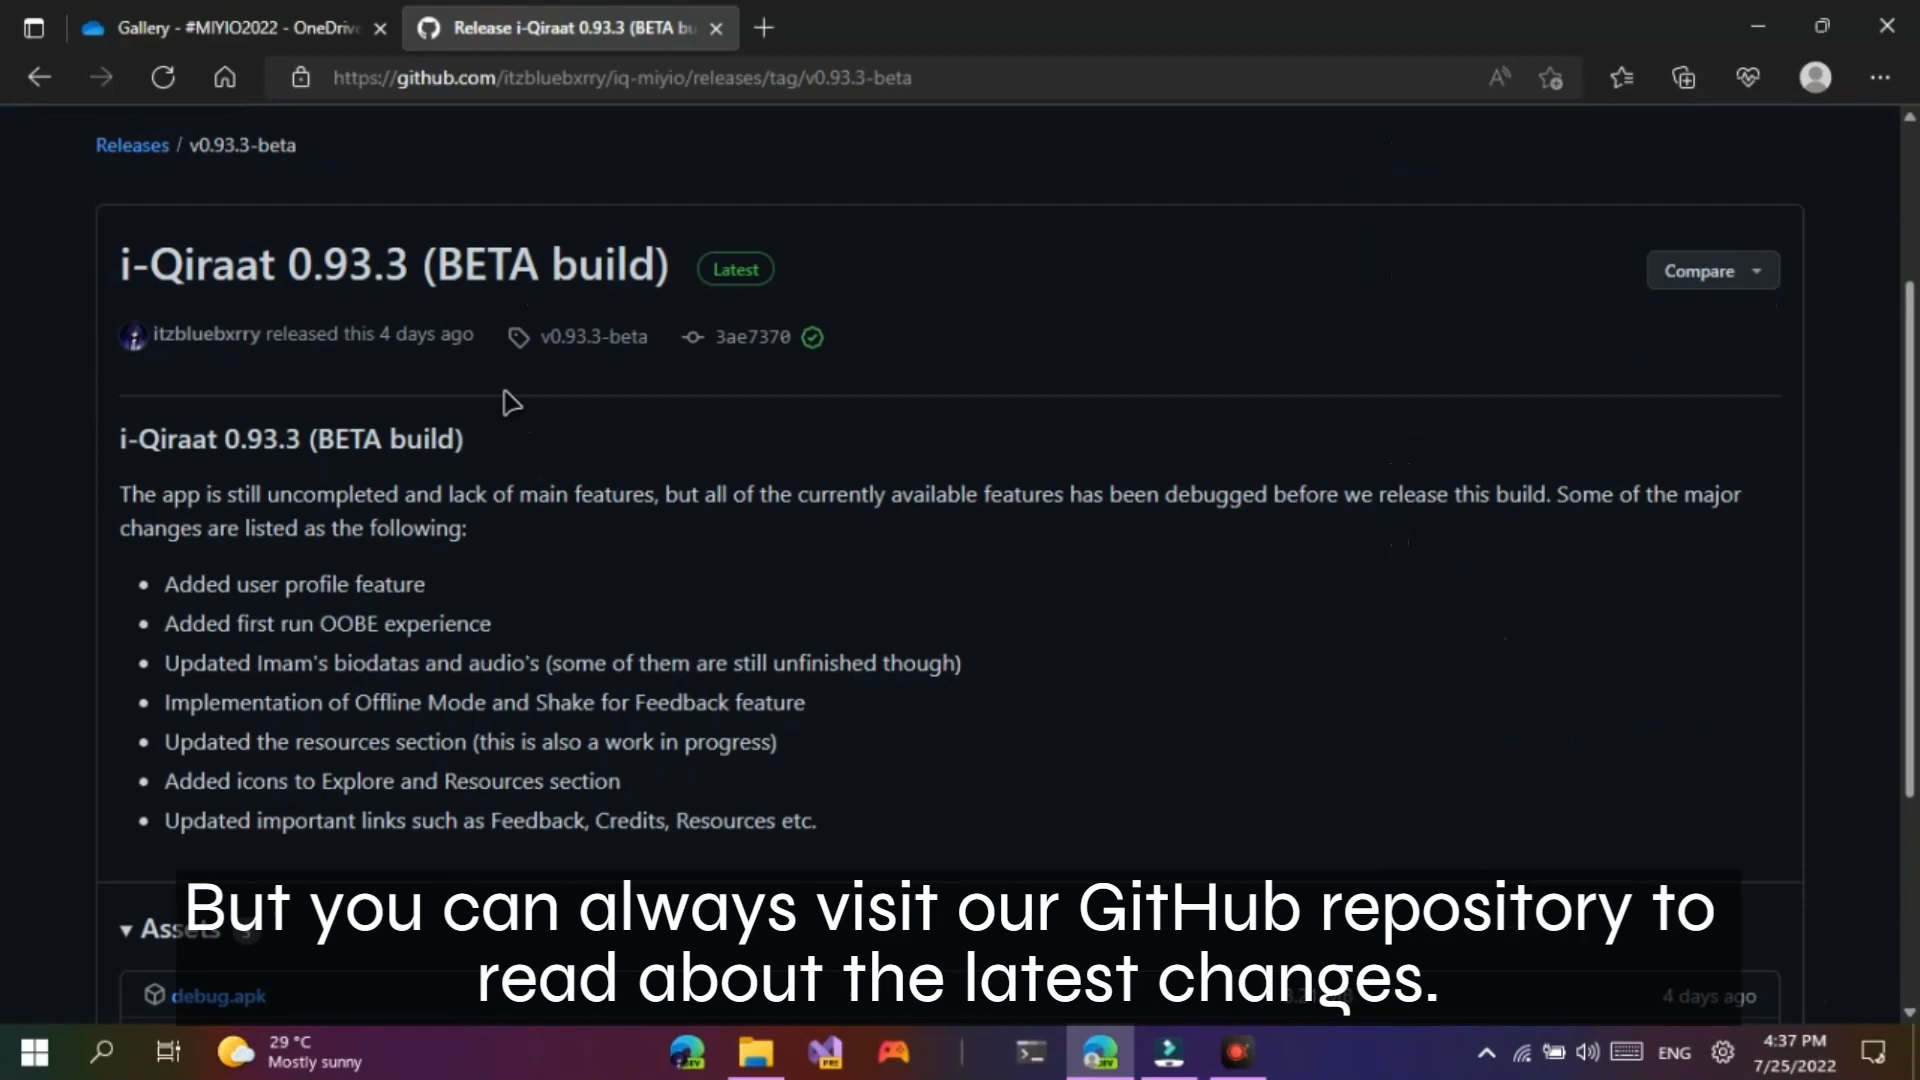 Gallery - #MIYIO2022 - OneDrive
Release i-Qiraat 0.93.3 (BETA bu
https://github.com/itzbluebxrry/iq-miyio/releases/tag/v0.93.3-beta
Releases / v0.93.3-beta
i-Qiraat 0.93.3 (BETA build) Latest
Compare
itzbluebxrry released this 4 days ago v0.93.3-beta 3ae7370
i-Qiraat 0.93.3 (BETA build)
The app is still uncompleted and lack of main features, but all of the currently available features has been debugged before we release this build. Some of the major
changes are listed as the following:
Added user profile feature
Added first run OOBE experience
Updated Imam's biodatas and audio's (some of them are still unfinished though)
Implementation of Offline Mode and Shake for Feedback feature
Updated the resources section (this is also a work in progress)
Added icons to Explore and Resources section
Updated important links such as Feedback, Credits, Resources etc.
Assets
But you can always visit our GitHub repository to
read about the latest changes.
debug.apk
4 days ago
29 °C
Mostly sunny
ENG
4:37 PM
7/25/2022